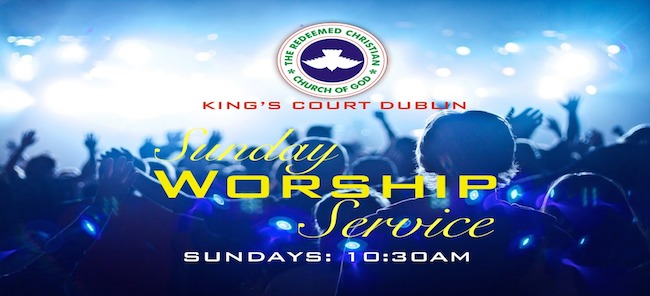 THE REDEEMED CHRISTIAN
CHURCH OF GOD
KING'S COURT DUBLIN
Sunday
WORSHIP
Service
SUNDAYS: 10:30AM